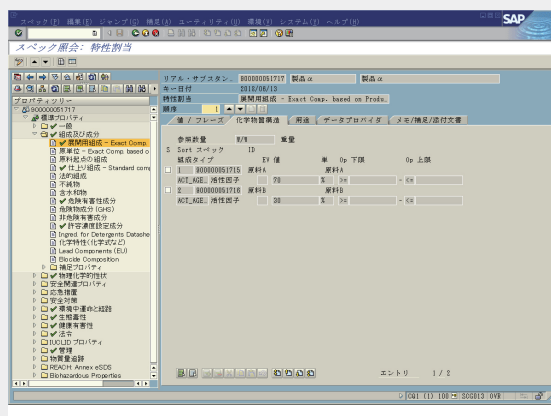 スペック(P) 編集(E) ジャンプ(G) 補足(A) ユーティリティ(U) 環境(V) システム(Y) ヘルプ(H)
SAP
スペック照会: 特性割当
プロパティツリー
900000051717
標準プロパティ
一般
組成及び成分
展開用組成 - Exact Comp.
原単位 - Exact Comp. based o
原料起点の組成
仕上り組成 - Standard comp
法的組成
不純物
含水和物
危険有害性成分
危険物成分(GHS)
非危険有害成分
許容濃度設定成分
Ingred. for Detergents Datashe
化学特性(化学式など)
Lead Components (EU)
Biocide Composition
補足プロパティ
物理化学的性状
安全関連プロパティ
応急措置
安全対策
環境中運命と経路
生態毒性
健康有害性
法令
IUCLID プロパティ
管理
物質量追跡
REACH: Annex eSDS
Biohazardous Properties
リアル・サブスタン.. 900000051717 製品α 製品α
キー日付 2018/06/13
特性割当 展開用組成 - Exact Comp. based on Produ..
順序 1
値 / フレーズ 化学物質構造 用途 データプロバイダ メモ/補足/添付文書
参照数量 M/M 重量
S Sort スペック ID
組成タイプ EV 値 単 Op 下限 Op 上限
1 900000051715 原料A 原料A
ACT_AGE.. 活性因子 70 % >= - <=
2 900000051716 原料B 原料B
ACT_AGE.. 活性因子 30 % >= - <=
エントリ 1 / 2
CQ1 (1) 100 SCG013 OVR